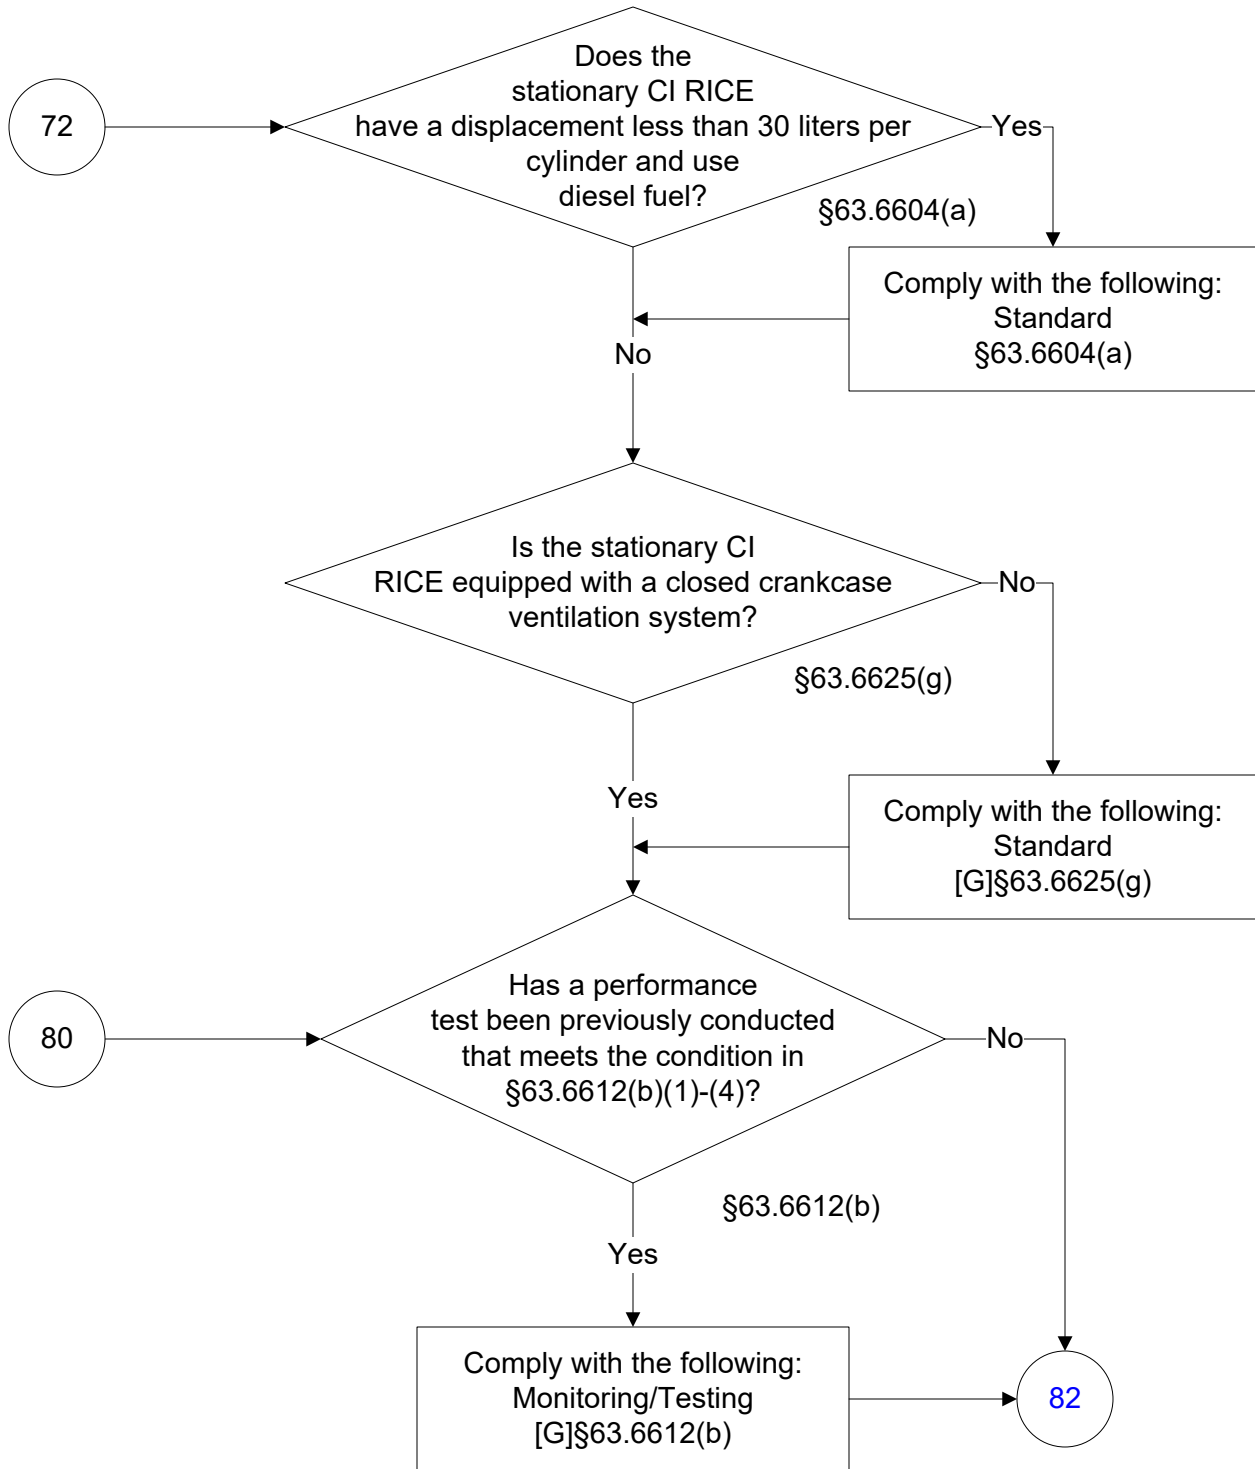 Does the
stationary CI RICE
have a displacement less than 30 liters per
cylinder and use
diesel fuel?
72
Yes
§63.6604(a)
Comply with the following:
Standard
§63.6604(a)
No
Is the stationary CI
RICE equipped with a closed crankcase
ventilation system?
No
§63.6625(g)
Yes
Comply with the following:
Standard
[G]§63.6625(g)
80
Has a performance
test been previously conducted
that meets the condition in
§63.6612(b)(1)-(4)?
No
§63.6612(b)
Yes
Comply with the following:
Monitoring/Testing
[G]§63.6612(b)
82